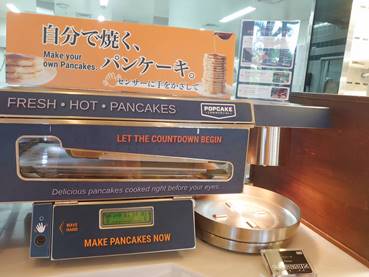 自分で焼く、
Make your
own Pancakes.
パンケーキ。
センサーに手をかざして
FRESH • HOT • PANCAKES
POPCAKE
LET THE COUNTDOWN BEGIN
Delicious pancakes cooked right before your eyes.
WAVE
HAND
MAKE PANCAKES NOW